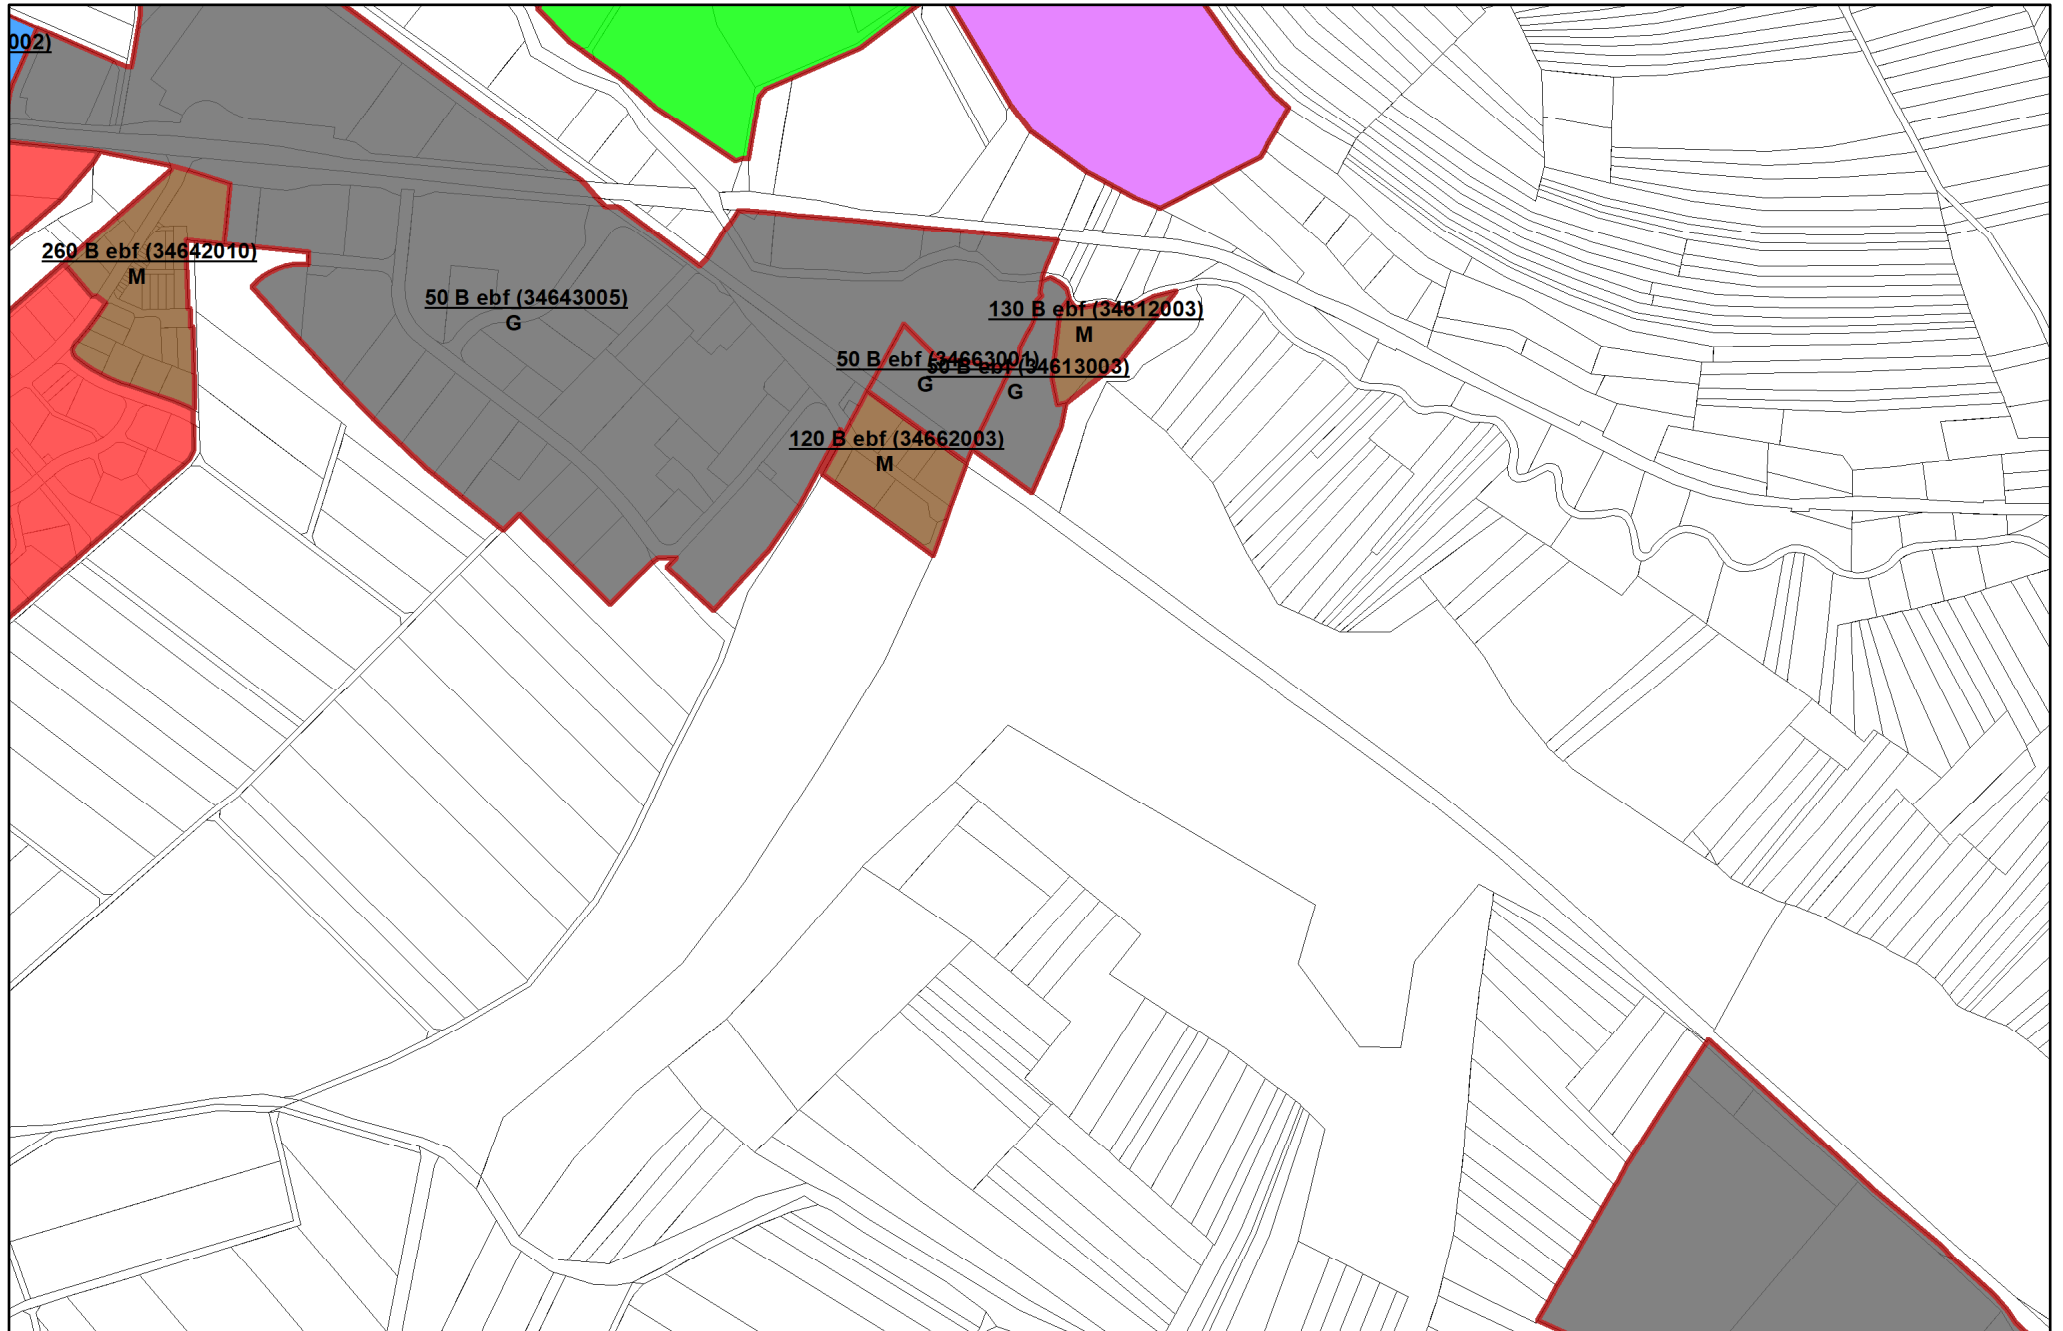 002)
260 B ebf (34642010)
M
50 B ebf (34643005)
G
130 B ebf (34612003)
M
50 B ebf (34663001)
G
50 B ebf (34613003)
G
120 B ebf (34662003)
M